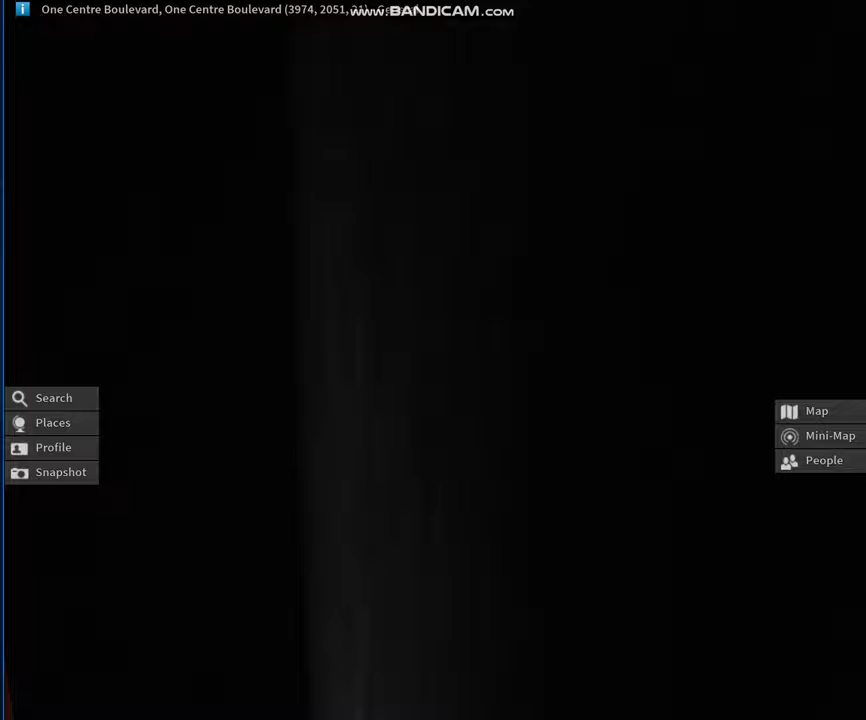 One Centre Boulevard, One Centre Boulevard (3974, 2051,
www.BANDICAM.COM
Search
Places
Profile
Snapshot
Map
Mini-Map
People